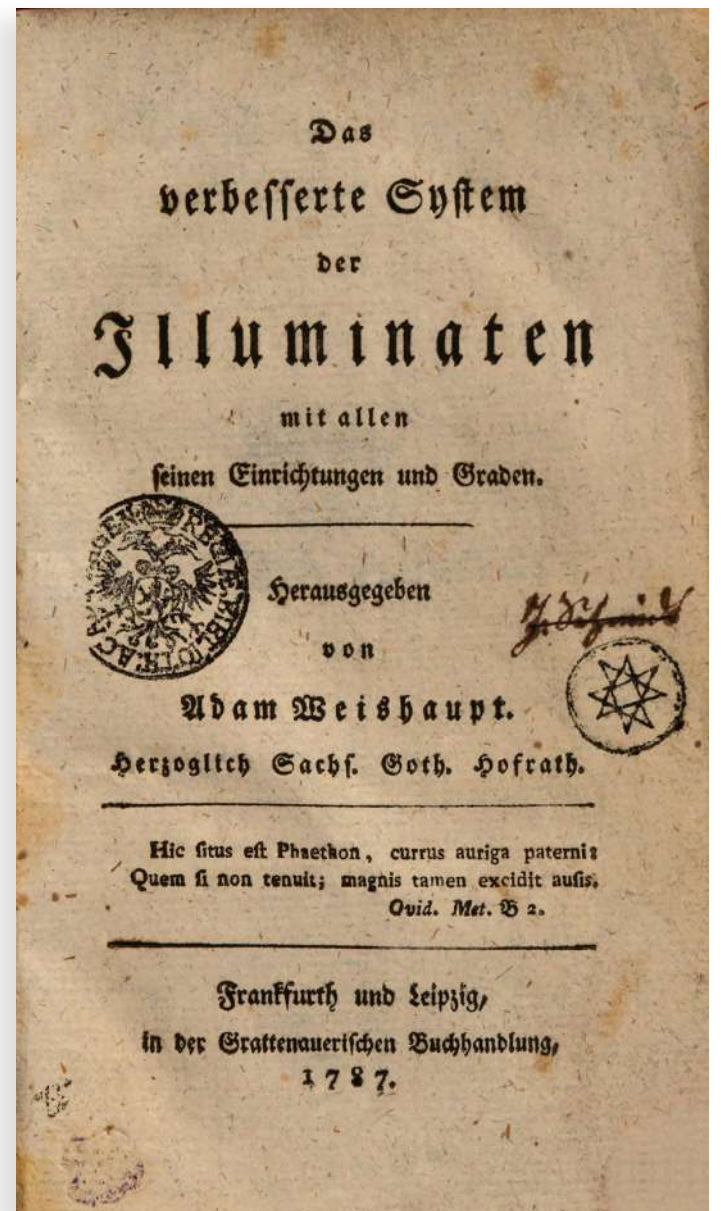 Das
verbesserte System
der
Illuminaten
mit allen
seinen Einrichtungen und Graden.
Herausgegeben
von
Adam Weishaupt.
Herzoglich Sachs. Goth. Hofrath.
Hic situs est Phaethon, currus auriga paterni:
Quem si non tenuit; magnis tamen excidit ausis.
Ovid. Met. B 2.
Frankfurth und Leipzig,
in der Grattenauerischen Buchhandlung,
1787.